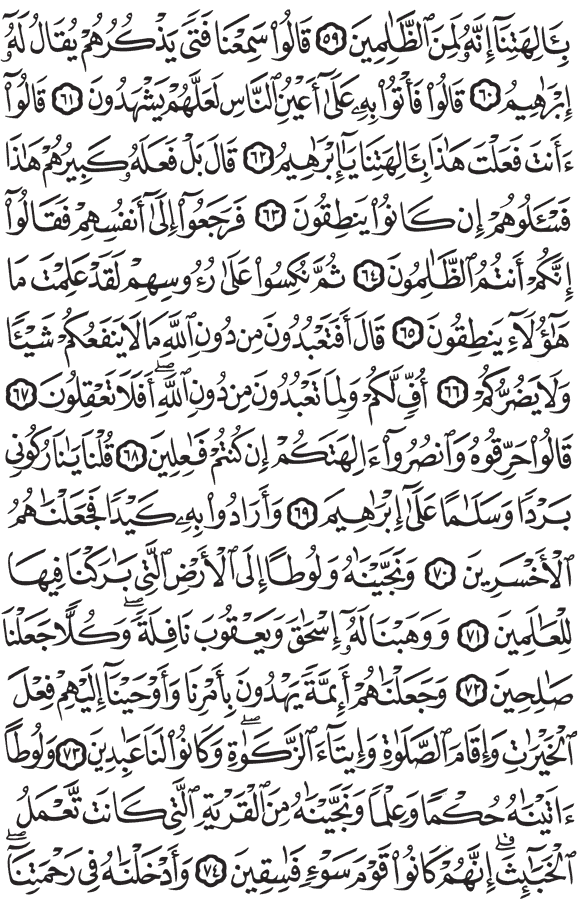 بِـَٔالِهَتِنَآ إِنَّهُۥ لَمِنَ ٱلظَّـٰلِمِينَ ٥٩ قَالُوا۟ سَمِعْنَا فَتًى يَذْكُرُهُمْ يُقَالُ لَهُۥٓ
إِبْرَٰهِيمُ ٦٠ قَالُوا۟ فَأْتُوا۟ بِهِۦ عَلَىٰٓ أَعْيُنِ ٱلنَّاسِ لَعَلَّهُمْ يَشْهَدُونَ ٦١ قَالُوٓا۟
ءَأَنتَ فَعَلْتَ هَـٰذَا بِـَٔالِهَتِنَا يَـٰٓإِبْرَٰهِيمُ ٦٢ قَالَ بَلْ فَعَلَهُۥ كَبِيرُهُمْ هَـٰذَا
فَسْـَٔلُوهُمْ إِن كَانُوا۟ يَنطِقُونَ ٦٣ فَرَجَعُوٓا۟ إِلَىٰٓ أَنفُسِهِمْ فَقَالُوٓا۟
إِنَّكُمْ أَنتُمُ ٱلظَّـٰلِمُونَ ٦٤ ثُمَّ نُكِسُوا۟ عَلَىٰ رُءُوسِهِمْ لَقَدْ عَلِمْتَ مَا
هَـٰٓؤُلَآءِ يَنطِقُونَ ٦٥ قَالَ أَفَتَعْبُدُونَ مِن دُونِ ٱللَّهِ مَا لَا يَنفَعُكُمْ شَيْـًٔا
وَلَا يَضُرُّكُمْ ٦٦ أُفٍّ لَّكُمْ وَلِمَا تَعْبُدُونَ مِن دُونِ ٱللَّهِ ۖ أَفَلَا تَعْقِلُونَ ٦٧
قَالُوا۟ حَرِّقُوهُ وَٱنصُرُوٓا۟ ءَالِهَتَكُمْ إِن كُنتُمْ فَـٰعِلِينَ ٦٨ قُلْنَا يَـٰنَارُ كُونِى
بَرْدًا وَسَلَـٰمًا عَلَىٰٓ إِبْرَٰهِيمَ ٦٩ وَأَرَادُوا۟ بِهِۦ كَيْدًا فَجَعَلْنَـٰهُمُ
ٱلْأَخْسَرِينَ ٧٠ وَنَجَّيْنَـٰهُ وَلُوطًا إِلَى ٱلْأَرْضِ ٱلَّتِى بَـٰرَكْنَا فِيهَا
لِلْعَـٰلَمِينَ ٧١ وَوَهَبْنَا لَهُۥٓ إِسْحَـٰقَ وَيَعْقُوبَ نَافِلَةً ۖ وَكُلًّا جَعَلْنَا
صَـٰلِحِينَ ٧٢ وَجَعَلْنَـٰهُمْ أَئِمَّةً يَهْدُونَ بِأَمْرِنَا وَأَوْحَيْنَآ إِلَيْهِمْ فِعْلَ
ٱلْخَيْرَٰتِ وَإِقَامَ ٱلصَّلَوٰةِ وَإِيتَآءَ ٱلزَّكَوٰةِ ۖ وَكَانُوا۟ لَنَا عَـٰبِدِينَ ٧٣ وَلُوطًا
ءَاتَيْنَـٰهُ حُكْمًا وَعِلْمًا وَنَجَّيْنَـٰهُ مِنَ ٱلْقَرْيَةِ ٱلَّتِى كَانَت تَّعْمَلُ
ٱلْخَبَـٰٓئِثَ ۗ إِنَّهُمْ كَانُوا۟ قَوْمَ سَوْءٍ فَـٰسِقِينَ ٧٤ وَأَدْخَلْنَـٰهُ فِى رَحْمَتِنَآ ۖ